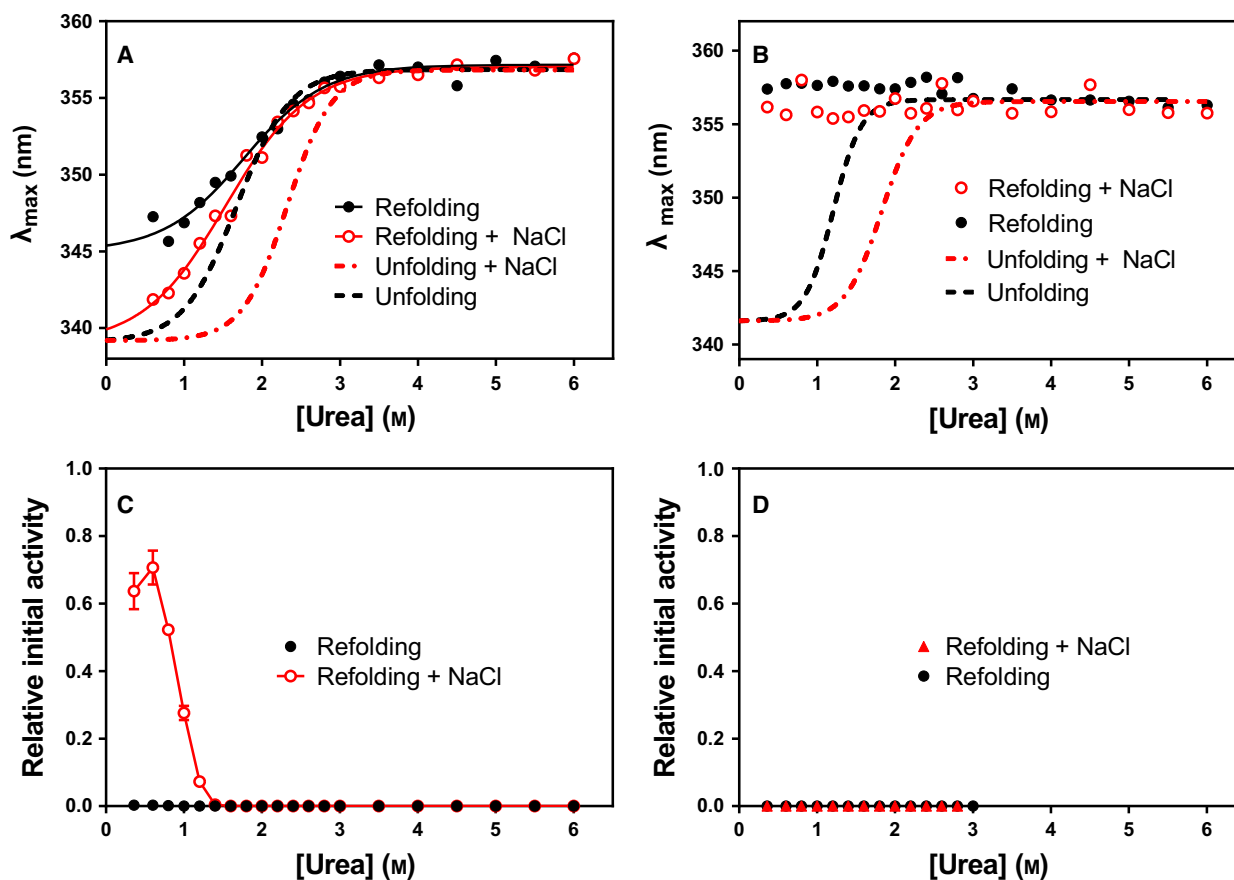 A
360
355
350
345
340
λmax (nm)
Refolding
Refolding + NaCl
Unfolding + NaCl
Unfolding
0 1 2 3 4 5 6
[Urea] (M)
B
360
355
350
345
340
λ max (nm)
Refolding + NaCl
Refolding
Unfolding + NaCl
Unfolding
0 1 2 3 4 5 6
[Urea] (M)
C
1.0
0.8
0.6
0.4
0.2
0.0
Relative initial activity
Refolding
Refolding + NaCl
0 1 2 3 4 5 6
[Urea] (M)
D
1.0
0.8
0.6
0.4
0.2
0.0
Relative initial activity
Refolding + NaCl
Refolding
0 1 2 3 4 5 6
[Urea] (M)